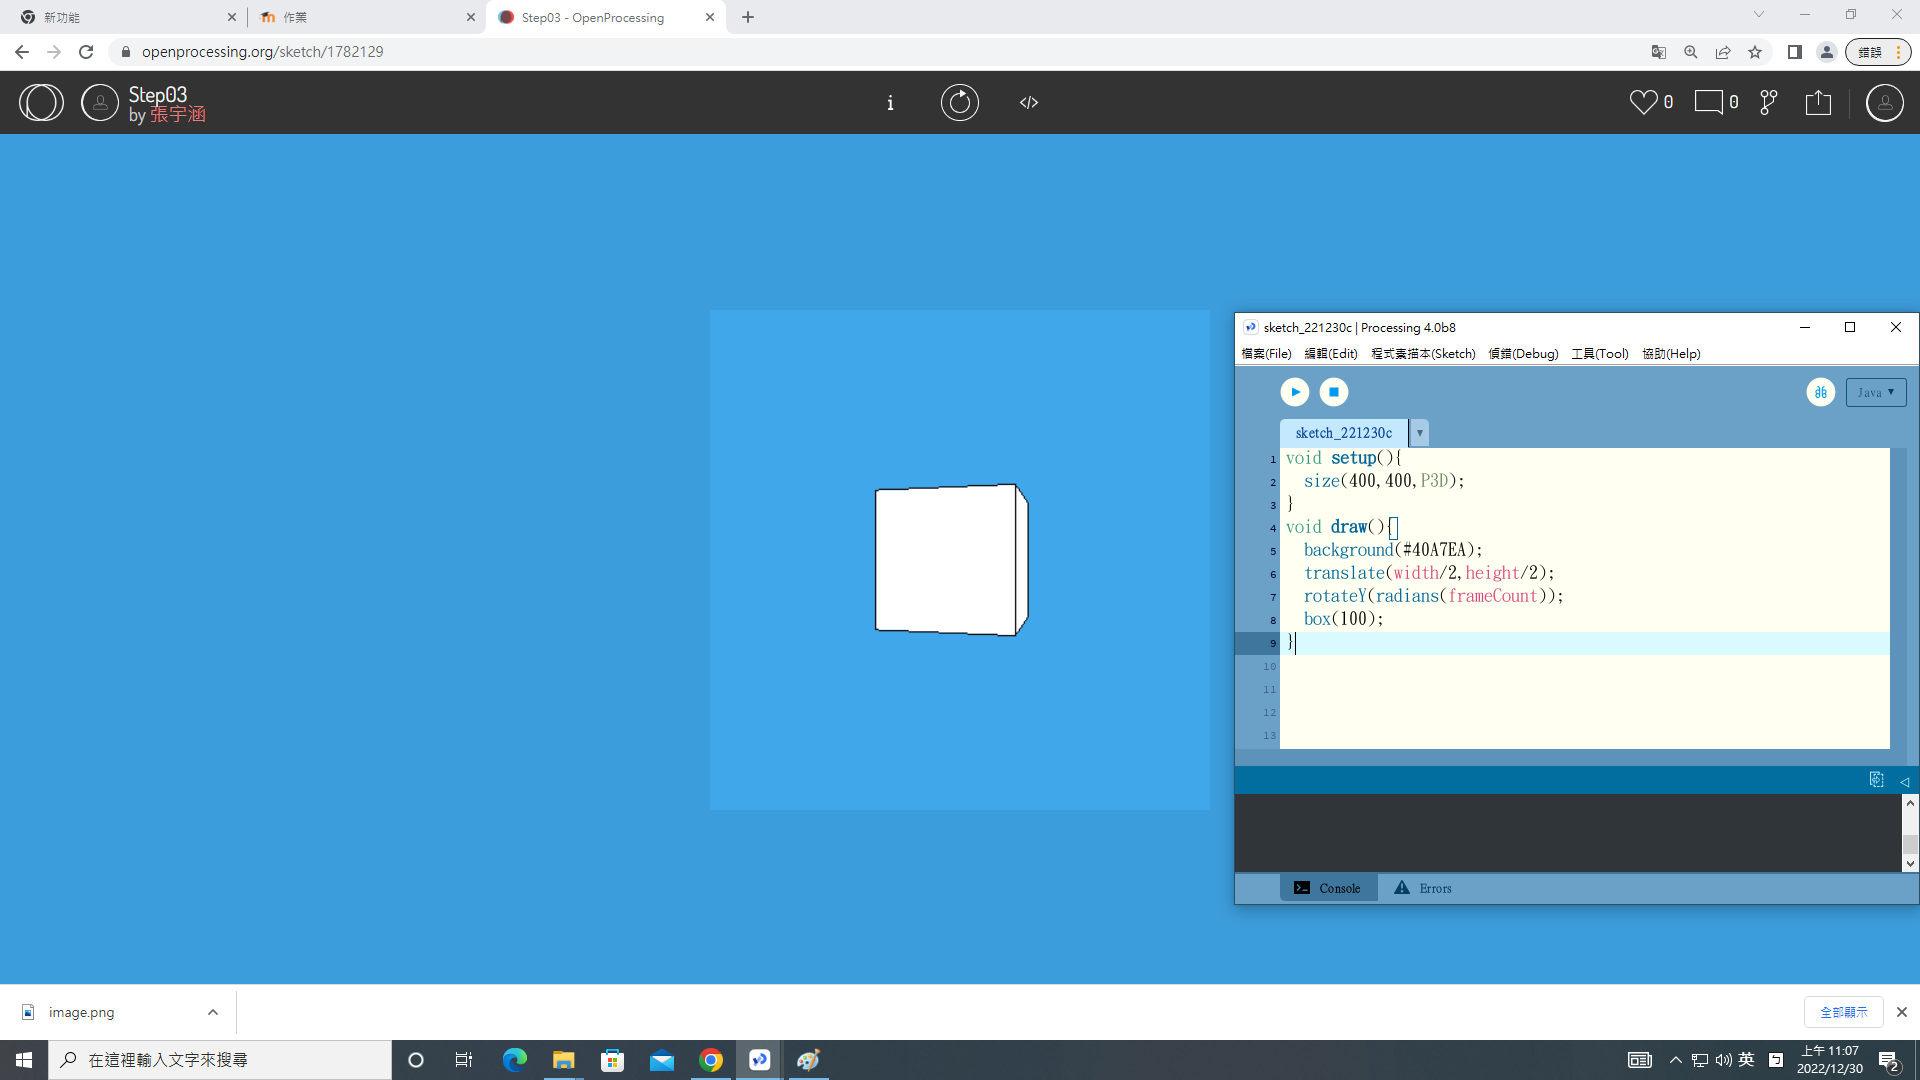 新功能
作業
Step03 - OpenProcessing
openprocessing.org/sketch/1782129
錯誤
Step03
by 張宇涵
i
</>
0
0
sketch_221230c | Processing 4.0b8
檔案(File) 編輯(Edit) 程式素描本(Sketch) 偵錯(Debug) 工具(Tool) 協助(Help)
Java
sketch_221230c
1 void setup(){
2 size(400,400,P3D);
3 }
4 void draw(){
5 background(#40A7EA);
6 translate(width/2,height/2);
7 rotateY(radians(frameCount));
8 box(100);
9 }
10
11
12
13
Console
Errors
image.png
全部顯示
在這裡輸入文字來搜尋
英
上午 11:07
2022/12/30
2